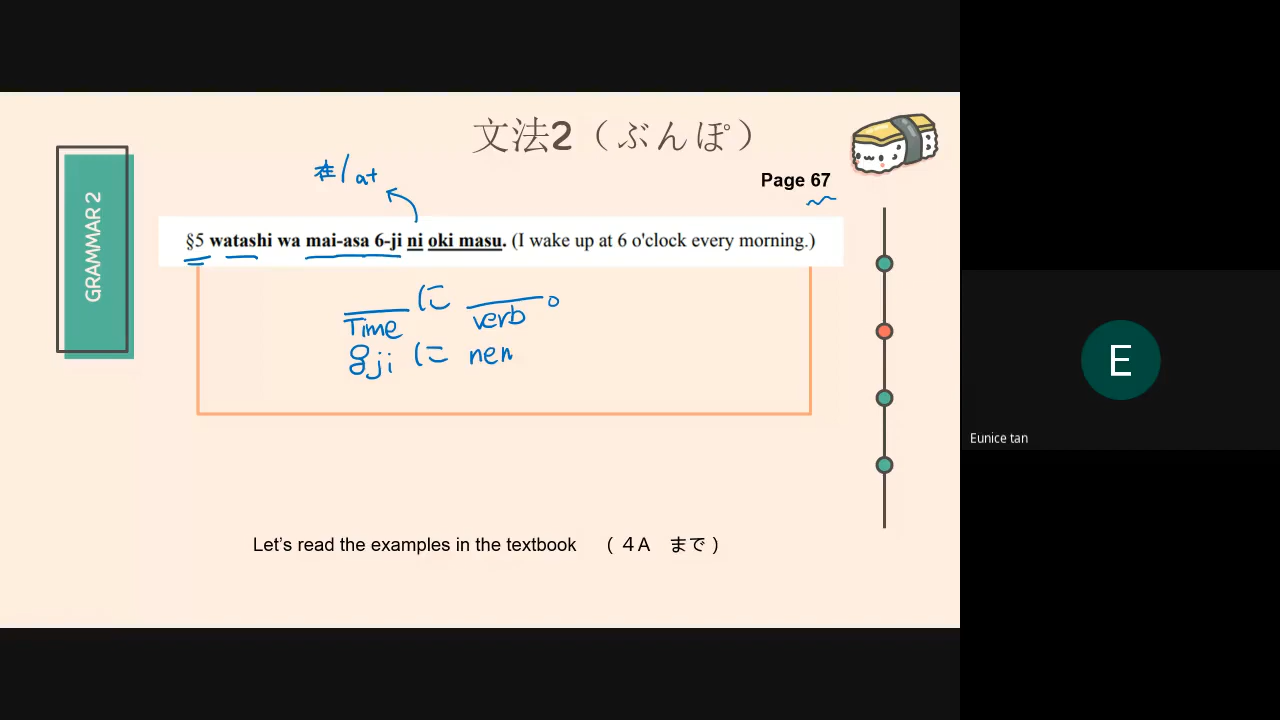 文法2（ぶんぽ）
GRAMMAR 2
Page 67
在/at
§5 watashi wa mai-asa 6-ji ni oki masu. (I wake up at 6 o'clock every morning.)
に 。
Time verb
8ji に nem
Let's read the examples in the textbook （４A　まで）
E
Eunice tan